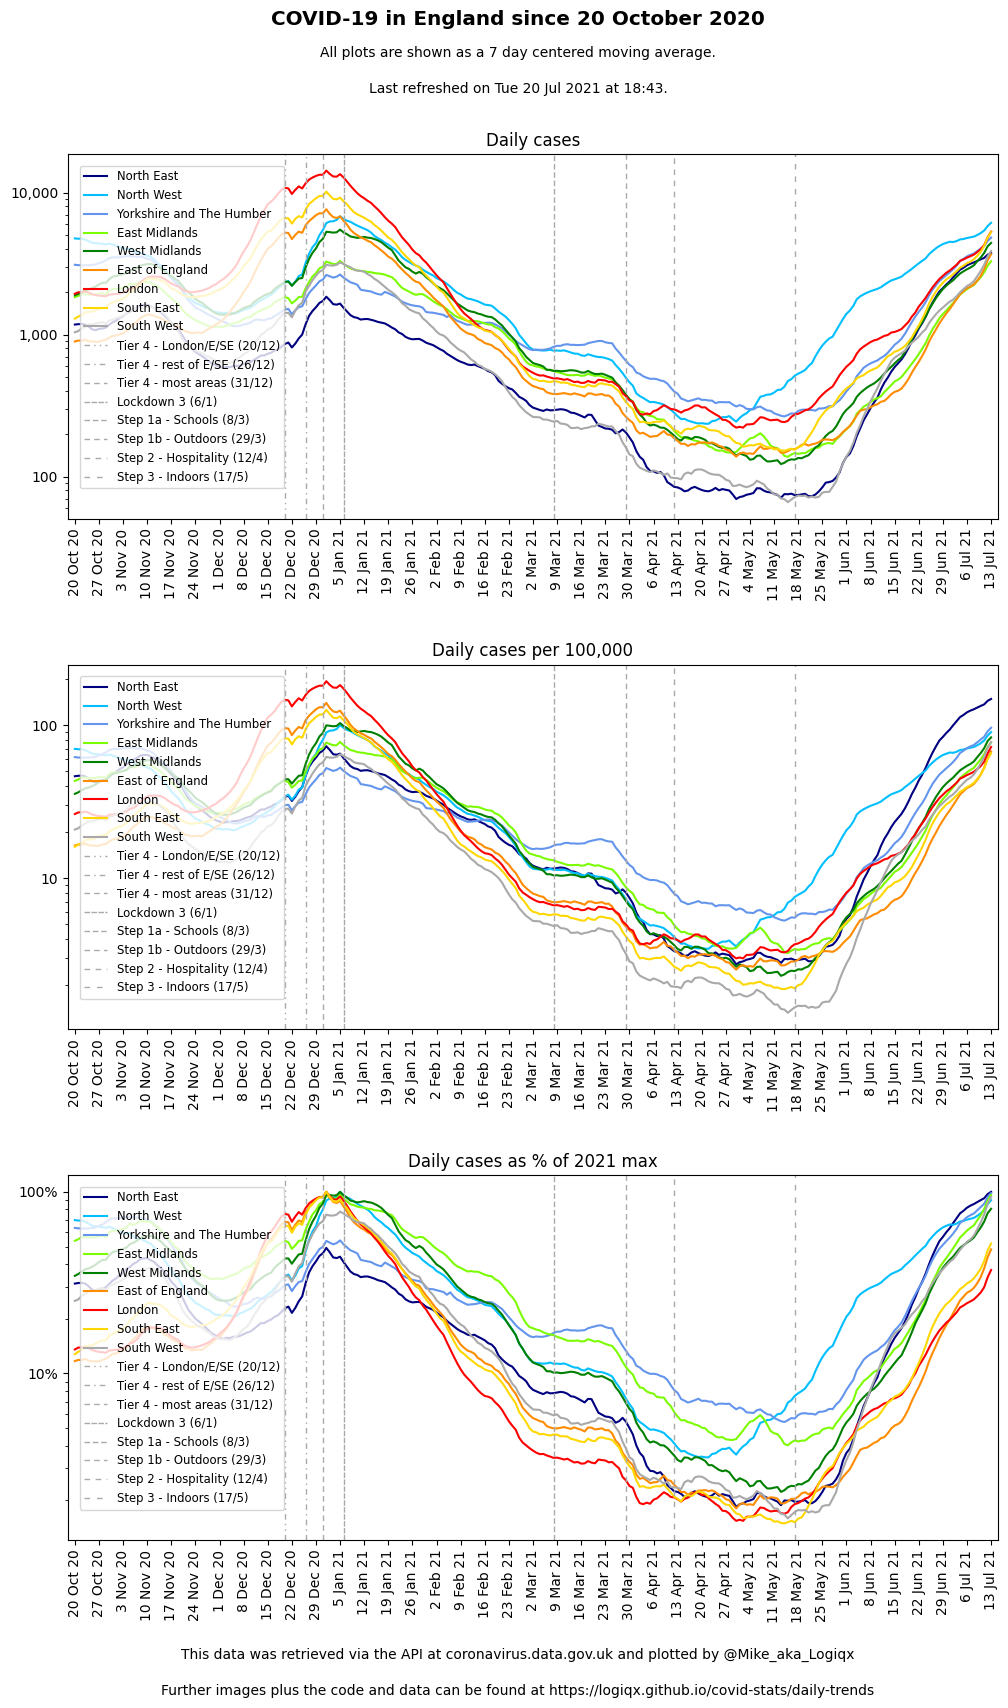 COVID-19 in England since 20 October 2020
All plots are shown as a 7 day centered moving average.
Last refreshed on Tue 20 Jul 2021 at 18:43.
Daily cases
10,000
1,000
100
North East
North West
Yorkshire and The Humber
East Midlands
West Midlands
East of England
London
South East
South West
Tier 4 - London/E/SE (20/12)
Tier 4 - rest of E/SE (26/12)
Tier 4 - most areas (31/12)
Lockdown 3 (6/1)
Step 1a - Schools (8/3)
Step 1b - Outdoors (29/3)
Step 2 - Hospitality (12/4)
Step 3 - Indoors (17/5)
20 Oct 20
27 Oct 20
3 Nov 20
10 Nov 20
17 Nov 20
24 Nov 20
1 Dec 20
8 Dec 20
15 Dec 20
22 Dec 20
29 Dec 20
5 Jan 21
12 Jan 21
19 Jan 21
26 Jan 21
2 Feb 21
9 Feb 21
16 Feb 21
23 Feb 21
2 Mar 21
9 Mar 21
16 Mar 21
23 Mar 21
30 Mar 21
6 Apr 21
13 Apr 21
20 Apr 21
27 Apr 21
4 May 21
11 May 21
18 May 21
25 May 21
1 Jun 21
8 Jun 21
15 Jun 21
22 Jun 21
29 Jun 21
6 Jul 21
13 Jul 21
Daily cases per 100,000
100
10
North East
North West
Yorkshire and The Humber
East Midlands
West Midlands
East of England
London
South East
South West
Tier 4 - London/E/SE (20/12)
Tier 4 - rest of E/SE (26/12)
Tier 4 - most areas (31/12)
Lockdown 3 (6/1)
Step 1a - Schools (8/3)
Step 1b - Outdoors (29/3)
Step 2 - Hospitality (12/4)
Step 3 - Indoors (17/5)
20 Oct 20
27 Oct 20
3 Nov 20
10 Nov 20
17 Nov 20
24 Nov 20
1 Dec 20
8 Dec 20
15 Dec 20
22 Dec 20
29 Dec 20
5 Jan 21
12 Jan 21
19 Jan 21
26 Jan 21
2 Feb 21
9 Feb 21
16 Feb 21
23 Feb 21
2 Mar 21
9 Mar 21
16 Mar 21
23 Mar 21
30 Mar 21
6 Apr 21
13 Apr 21
20 Apr 21
27 Apr 21
4 May 21
11 May 21
18 May 21
25 May 21
1 Jun 21
8 Jun 21
15 Jun 21
22 Jun 21
29 Jun 21
6 Jul 21
13 Jul 21
Daily cases as % of 2021 max
100%
10%
North East
North West
Yorkshire and The Humber
East Midlands
West Midlands
East of England
London
South East
South West
Tier 4 - London/E/SE (20/12)
Tier 4 - rest of E/SE (26/12)
Tier 4 - most areas (31/12)
Lockdown 3 (6/1)
Step 1a - Schools (8/3)
Step 1b - Outdoors (29/3)
Step 2 - Hospitality (12/4)
Step 3 - Indoors (17/5)
20 Oct 20
27 Oct 20
3 Nov 20
10 Nov 20
17 Nov 20
24 Nov 20
1 Dec 20
8 Dec 20
15 Dec 20
22 Dec 20
29 Dec 20
5 Jan 21
12 Jan 21
19 Jan 21
26 Jan 21
2 Feb 21
9 Feb 21
16 Feb 21
23 Feb 21
2 Mar 21
9 Mar 21
16 Mar 21
23 Mar 21
30 Mar 21
6 Apr 21
13 Apr 21
20 Apr 21
27 Apr 21
4 May 21
11 May 21
18 May 21
25 May 21
1 Jun 21
8 Jun 21
15 Jun 21
22 Jun 21
29 Jun 21
6 Jul 21
13 Jul 21
This data was retrieved via the API at coronavirus.data.gov.uk and plotted by @Mike_aka_Logiqx
Further images plus the code and data can be found at https://logiqx.github.io/covid-stats/daily-trends